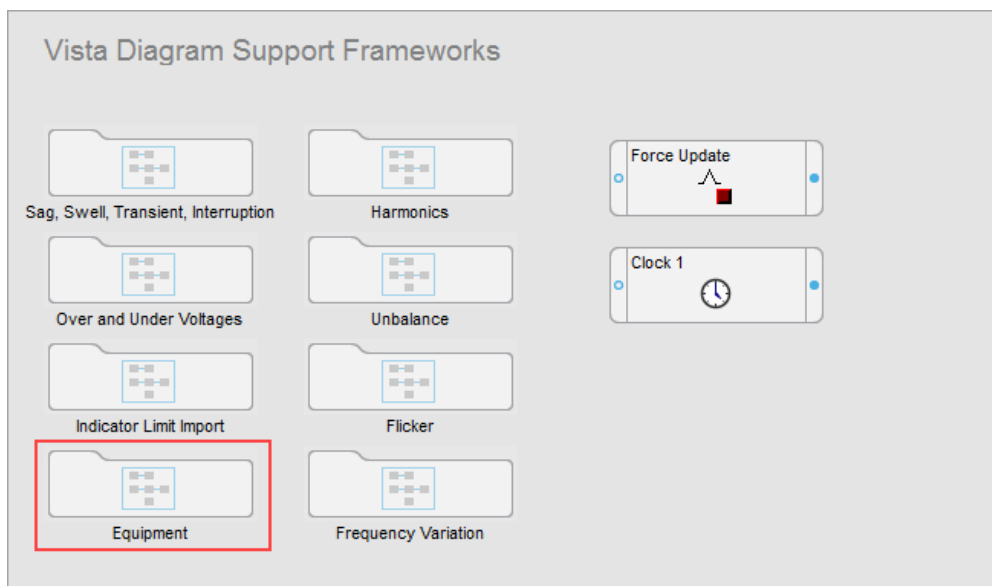 Vista Diagram Support Frameworks
Sag, Swell, Transient, Interruption
Harmonics
Force Update
Over and Under Voltages
Unbalance
Clock 1
Indicator Limit Import
Flicker
Equipment
Frequency Variation